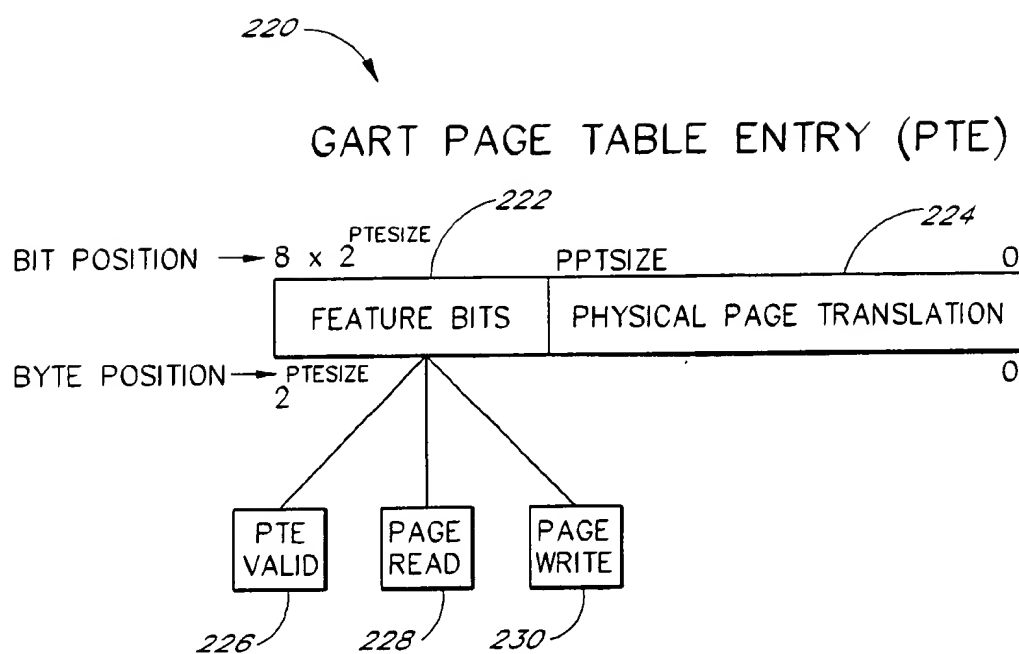 220
GART PAGE TABLE ENTRY (PTE)
222
224
BIT POSITION → 8 x 2^PTESIZE PPTSIZE 0
FEATURE BITS PHYSICAL PAGE TRANSLATION
BYTE POSITION → 2^PTESIZE 0
PTE
VALID
PAGE
READ
PAGE
WRITE
226
228
230